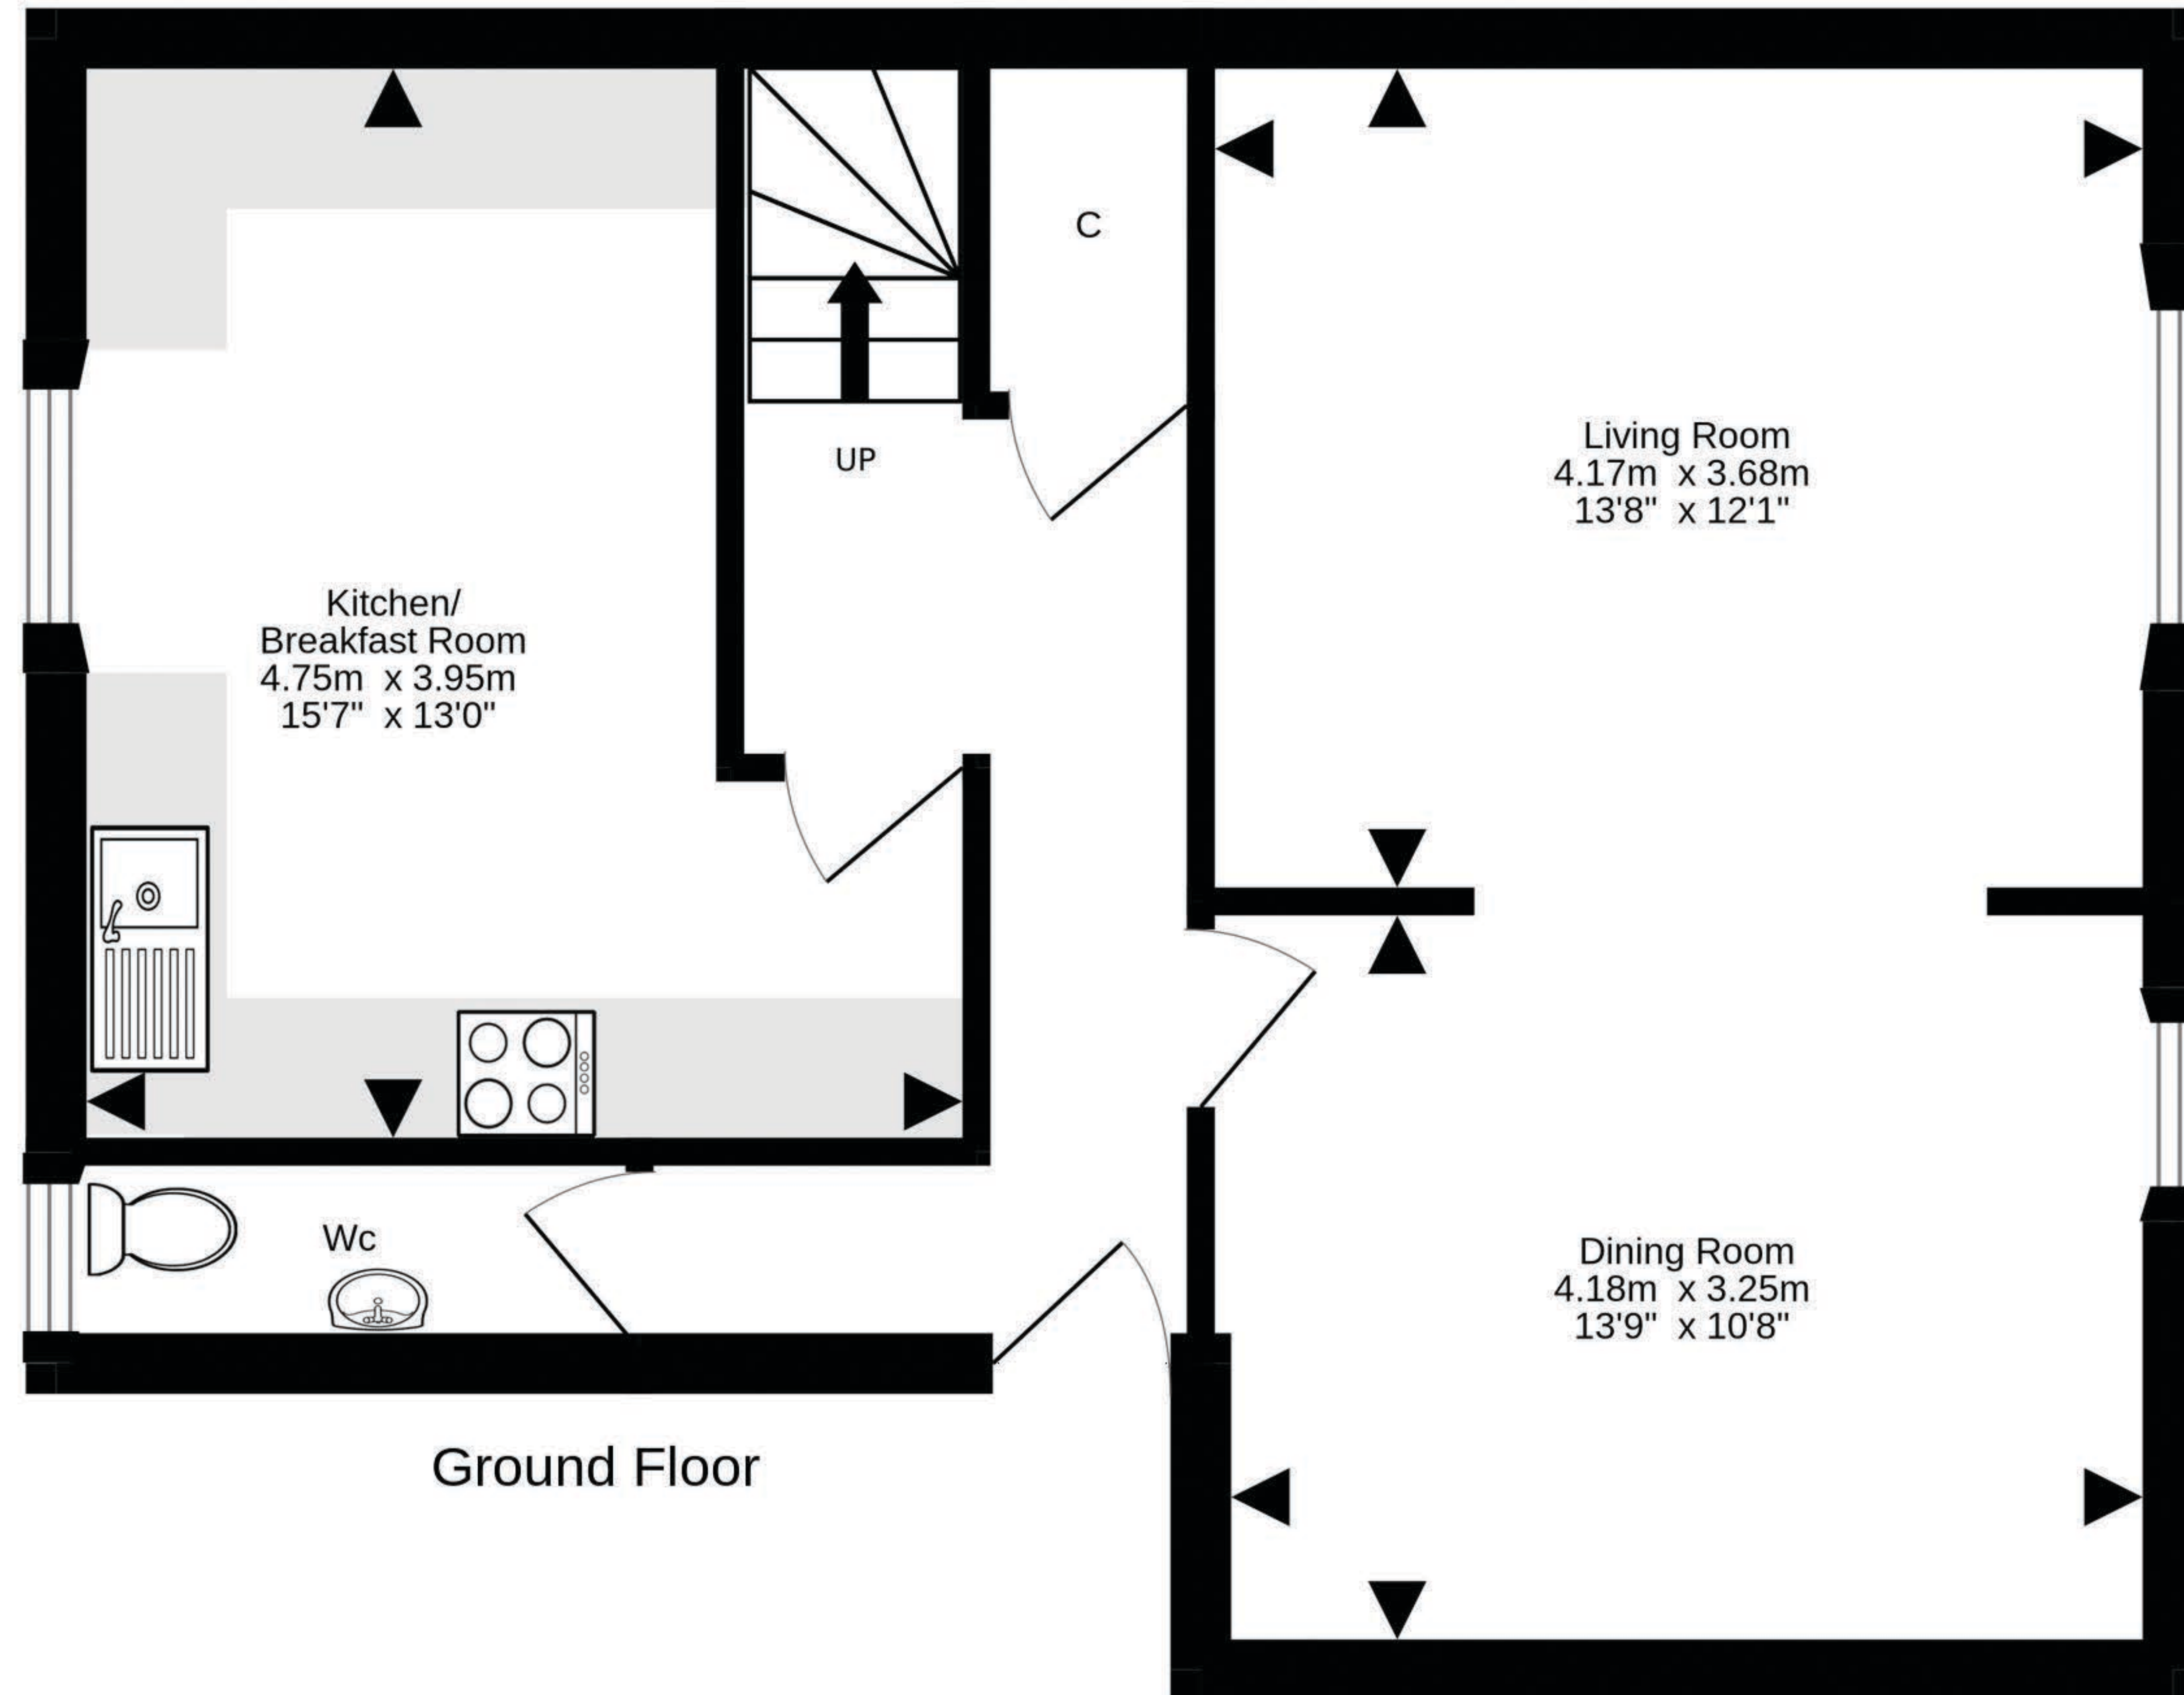 C
UP
Living Room
4.17m x 3.68m
13'8" x 12'1"
Kitchen/
Breakfast Room
4.75m x 3.95m
15'7" x 13'0"
Wc
Dining Room
4.18m x 3.25m
13'9" x 10'8"
Ground Floor